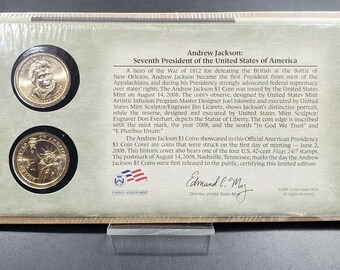 Andrew Jackson:
Seventh President of the United States of America
A hero of the War of 1812 for defeating the British at the Battle of
New Orleans, Andrew Jackson became the first President from west of the
Appalachians, and during his presidency strongly advocated federal supremacy
over states' rights. The Andrew Jackson $1 Coin was issued by the United States
Mint on August 14, 2008. The coin's obverse, designed by United States Mint
Artistic Infusion Program Master Designer Joel Iskowitz and executed by United
States Mint Sculptor/Engraver Jim Licaretz, shows Jackson's distinctive portrait,
while the reverse, designed and executed by United States Mint Sculptor/
Engraver Don Everhart, depicts the Statue of Liberty. The coin edge is inscribed
with the mint mark, the year 2008, and the words "In God We Trust" and
"E Pluribus Unum"
The Andrew Jackson $1 Coins showcased in this Official American Presidency
$1 Coin Cover are coins that were struck on the first day of minting — June 2,
2008. This historic cover also bears one of the four U.S. 42-cent Flags 24/7 stamps.
The postmark of August 14, 2008, Nashville, Tennessee, marks the day the Andrew
Jackson $1 Coins were first released to the public, certifying this limited edition.
UNITED STATES MINT
Director, United States Mint